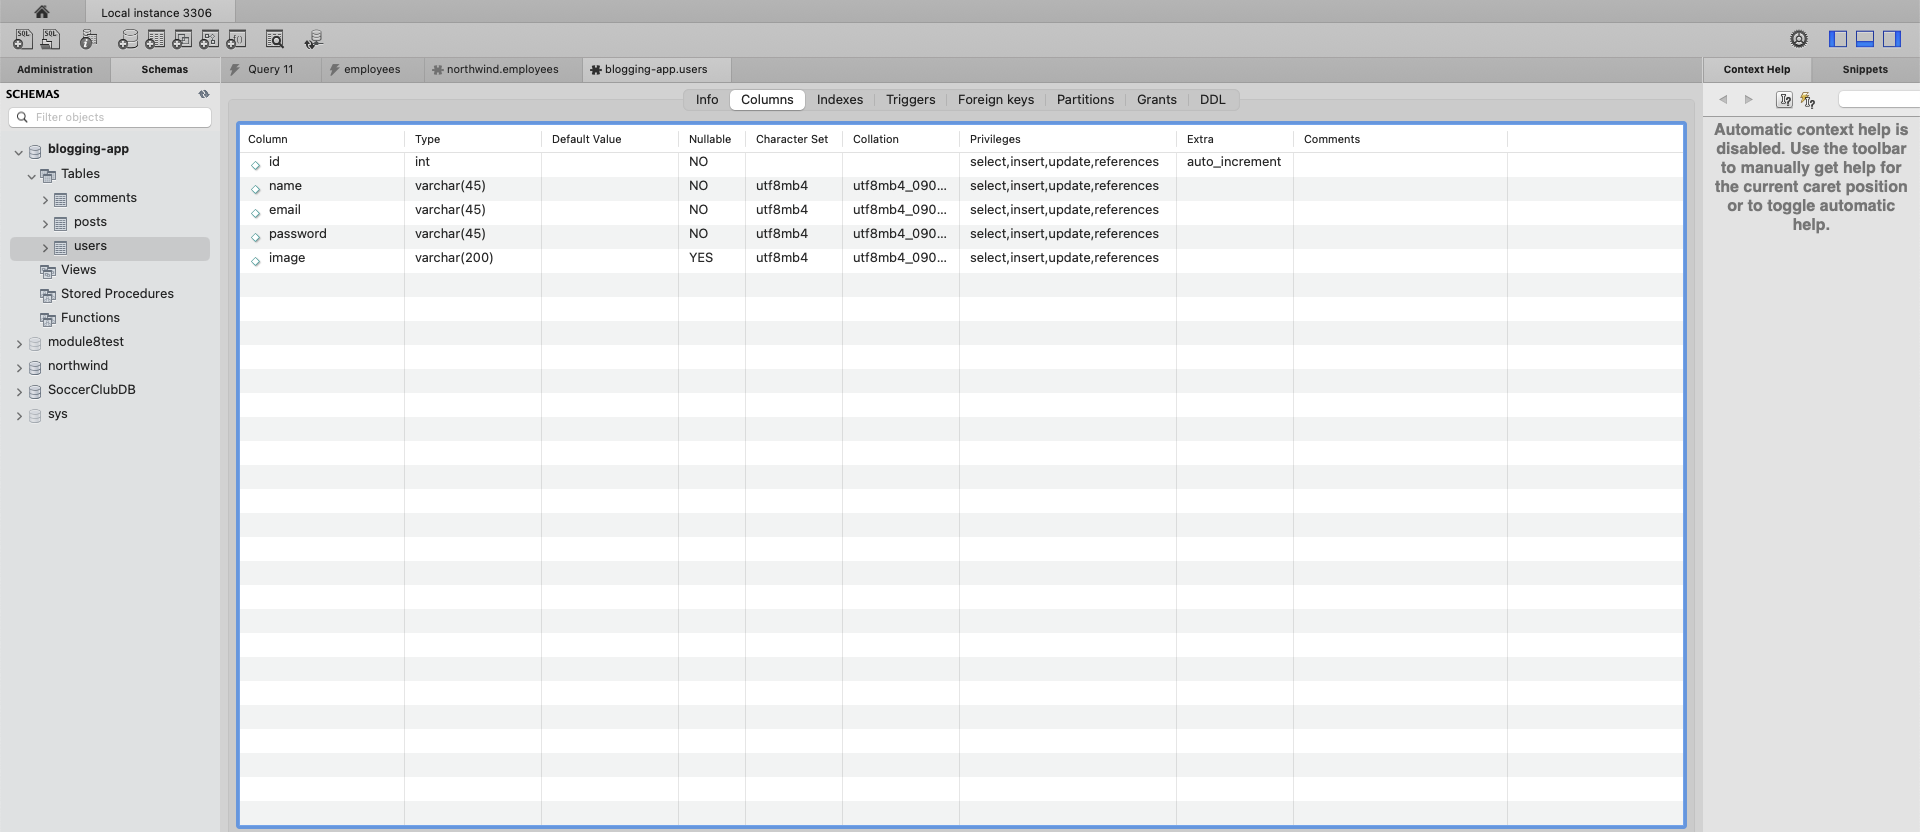 Local instance 3306
Administration Schemas Query 11 employees northwind.employees blogging-app.users Context Help Snippets
SCHEMAS
Filter objects
blogging-app
Tables
comments
posts
users
Views
Stored Procedures
Functions
module8test
northwind
SoccerClubDB
sys
Info Columns Indexes Triggers Foreign keys Partitions Grants DDL
Column Type Default Value Nullable Character Set Collation Privileges Extra Comments
id int NO select,insert,update,references auto_increment
name varchar(45) NO utf8mb4 utf8mb4_090... select,insert,update,references
email varchar(45) NO utf8mb4 utf8mb4_090... select,insert,update,references
password varchar(45) NO utf8mb4 utf8mb4_090... select,insert,update,references
image varchar(200) YES utf8mb4 utf8mb4_090... select,insert,update,references
Automatic context help is
disabled. Use the toolbar
to manually get help for
the current caret position
or to toggle automatic
help.